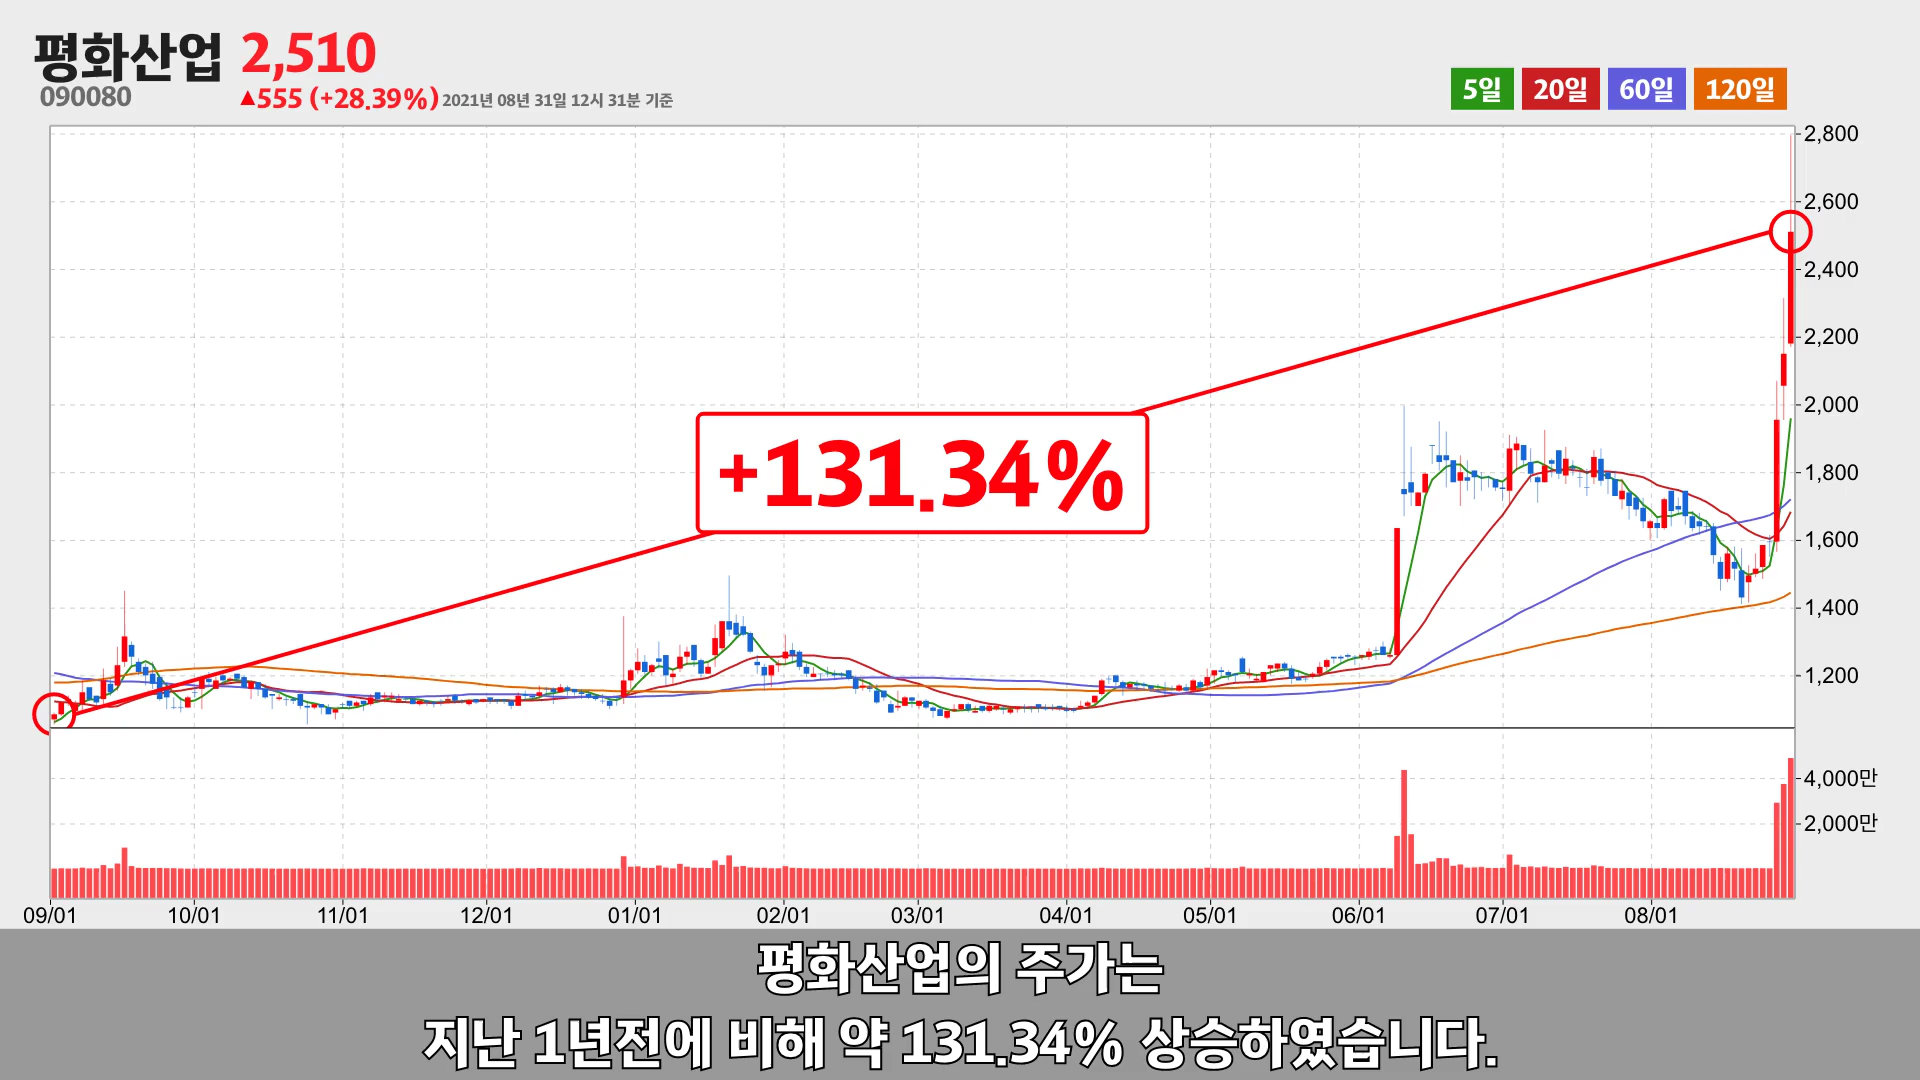 평화산업 2,510
090080
▲555 (+28.39%) 2021년 08년 31일 12시 31분 기준
5일 20일 60일 120일
2,800
2,600
2,400
2,200
2,000
1,800
1,600
1,400
1,200
+131.34%
4,000만
2,000만
09/01 10/01 11/01 12/01 01/01 02/01 03/01 04/01 05/01 06/01 07/01 08/01
평화산업의 주가는
지난 1년전에 비해 약 131.34% 상승하였습니다.